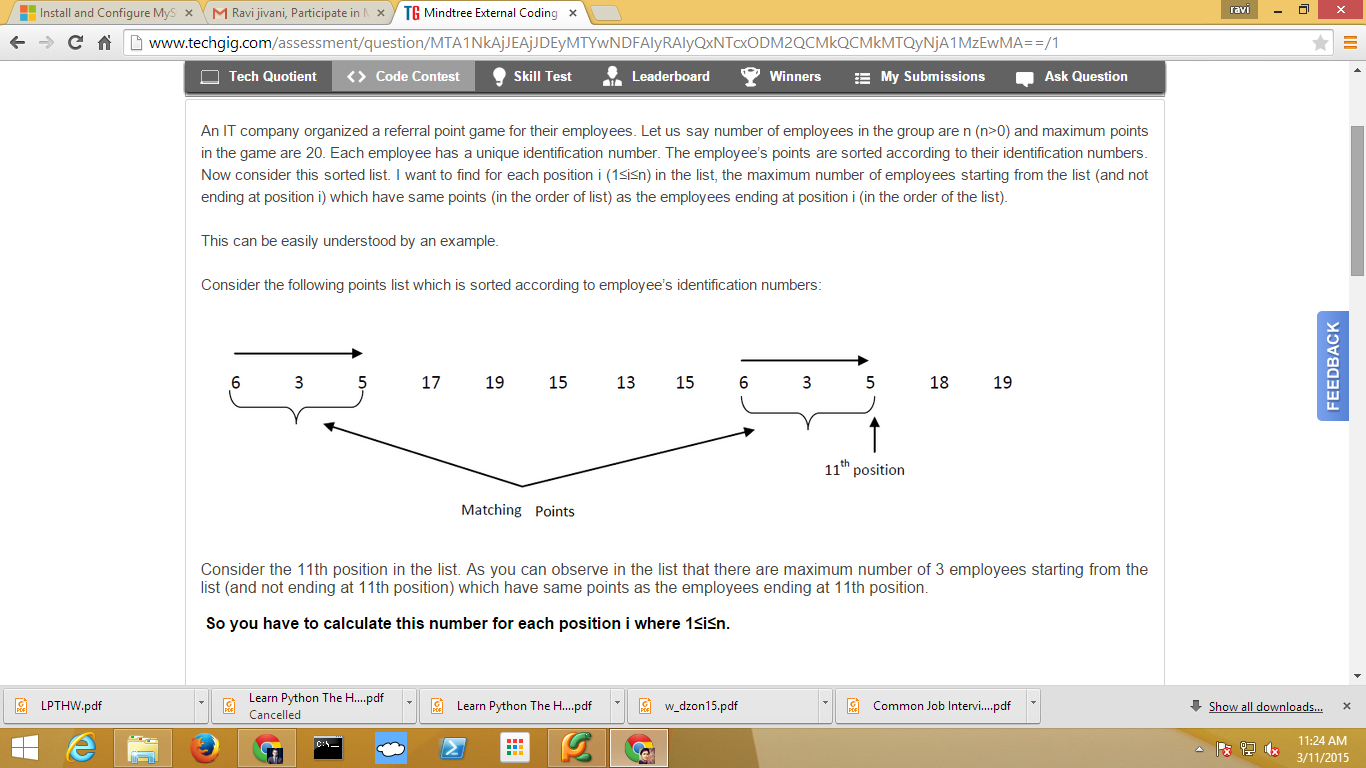 Install and Configure MyS
Ravi jivani, Participate in M
Mindtree External Coding
ravi
www.techgig.com/assessment/question/MTA1NkAjJEAjJDEyMTYwNDFAIyRAIyQxNTcxODM2QCMkQCMkMTQyNjA1MzEwMA==/1
Tech Quotient
Code Contest
Skill Test
Leaderboard
Winners
My Submissions
Ask Question
An IT company organized a referral point game for their employees. Let us say number of employees in the group are n (n>0) and maximum points
in the game are 20. Each employee has a unique identification number. The employee's points are sorted according to their identification numbers.
Now consider this sorted list. I want to find for each position i (1≤i≤n) in the list, the maximum number of employees starting from the list (and not
ending at position i) which have same points (in the order of list) as the employees ending at position i (in the order of the list).
This can be easily understood by an example.
Consider the following points list which is sorted according to employee's identification numbers:
6 3 5 17 19 15 13 15 6 3 5 18 19
11th position
Matching Points
Consider the 11th position in the list. As you can observe in the list that there are maximum number of 3 employees starting from the
list (and not ending at 11th position) which have same points as the employees ending at 11th position.
So you have to calculate this number for each position i where 1≤i≤n.
FEEDBACK
LPTHW.pdf
Learn Python The H....pdf
Cancelled
Learn Python The H....pdf
w_dzon15.pdf
Common Job Intervi....pdf
Show all downloads...
11:24 AM
3/11/2015